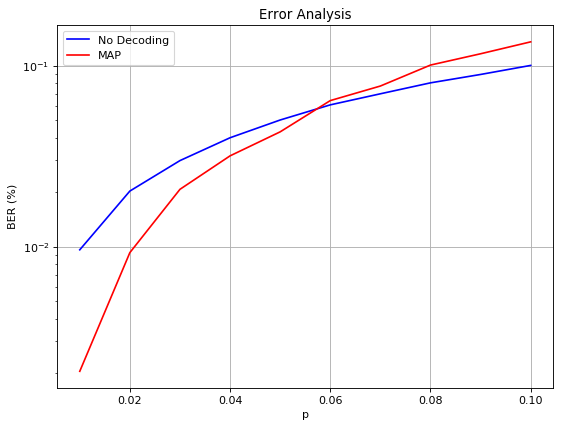 Error Analysis
No Decoding
MAP
BER (%)
10⁻¹
10⁻²
0.02 0.04 0.06 0.08 0.10
p